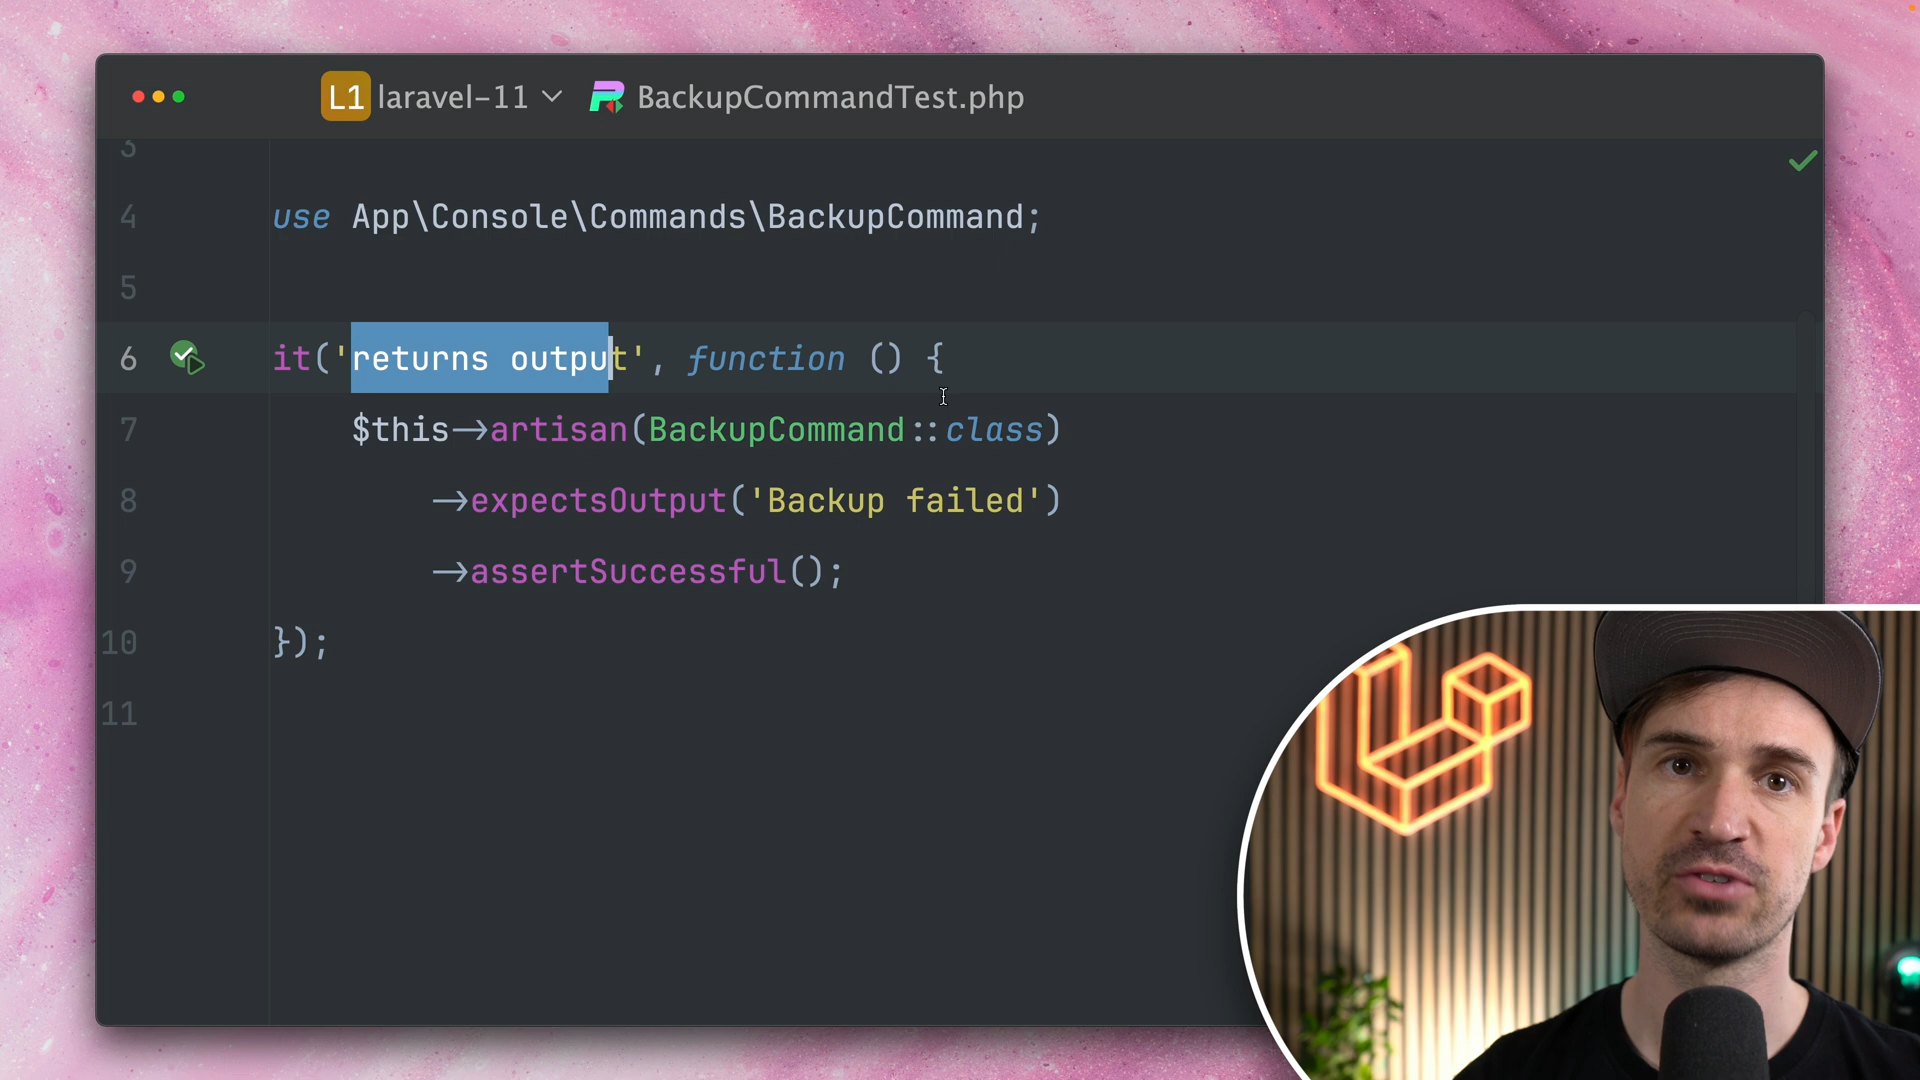 L1 laravel-11 BackupCommandTest.php
3
4 use App\Console\Commands\BackupCommand;
5
6 it('returns output', function () {
7 $this->artisan(BackupCommand::class)
8 ->expectsOutput('Backup failed')
9 ->assertSuccessful();
10 });
11